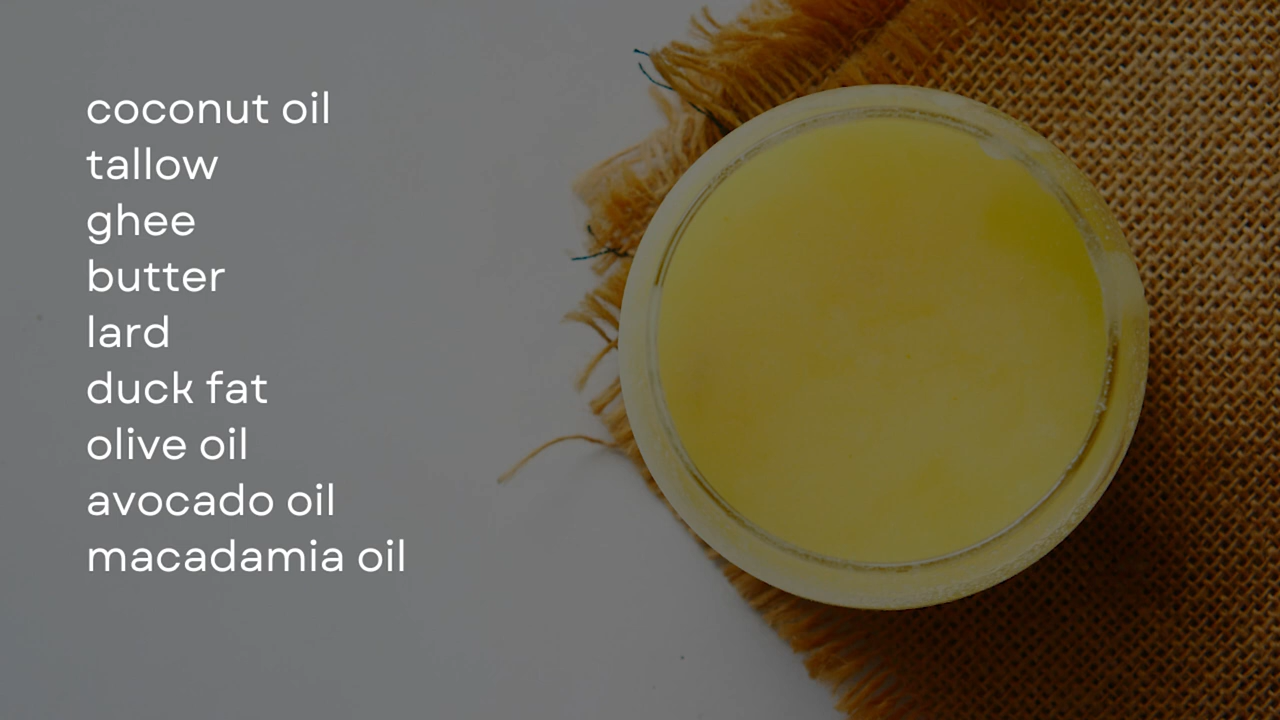 coconut oil
tallow
ghee
butter
lard
duck fat
olive oil
avocado oil
macadamia oil